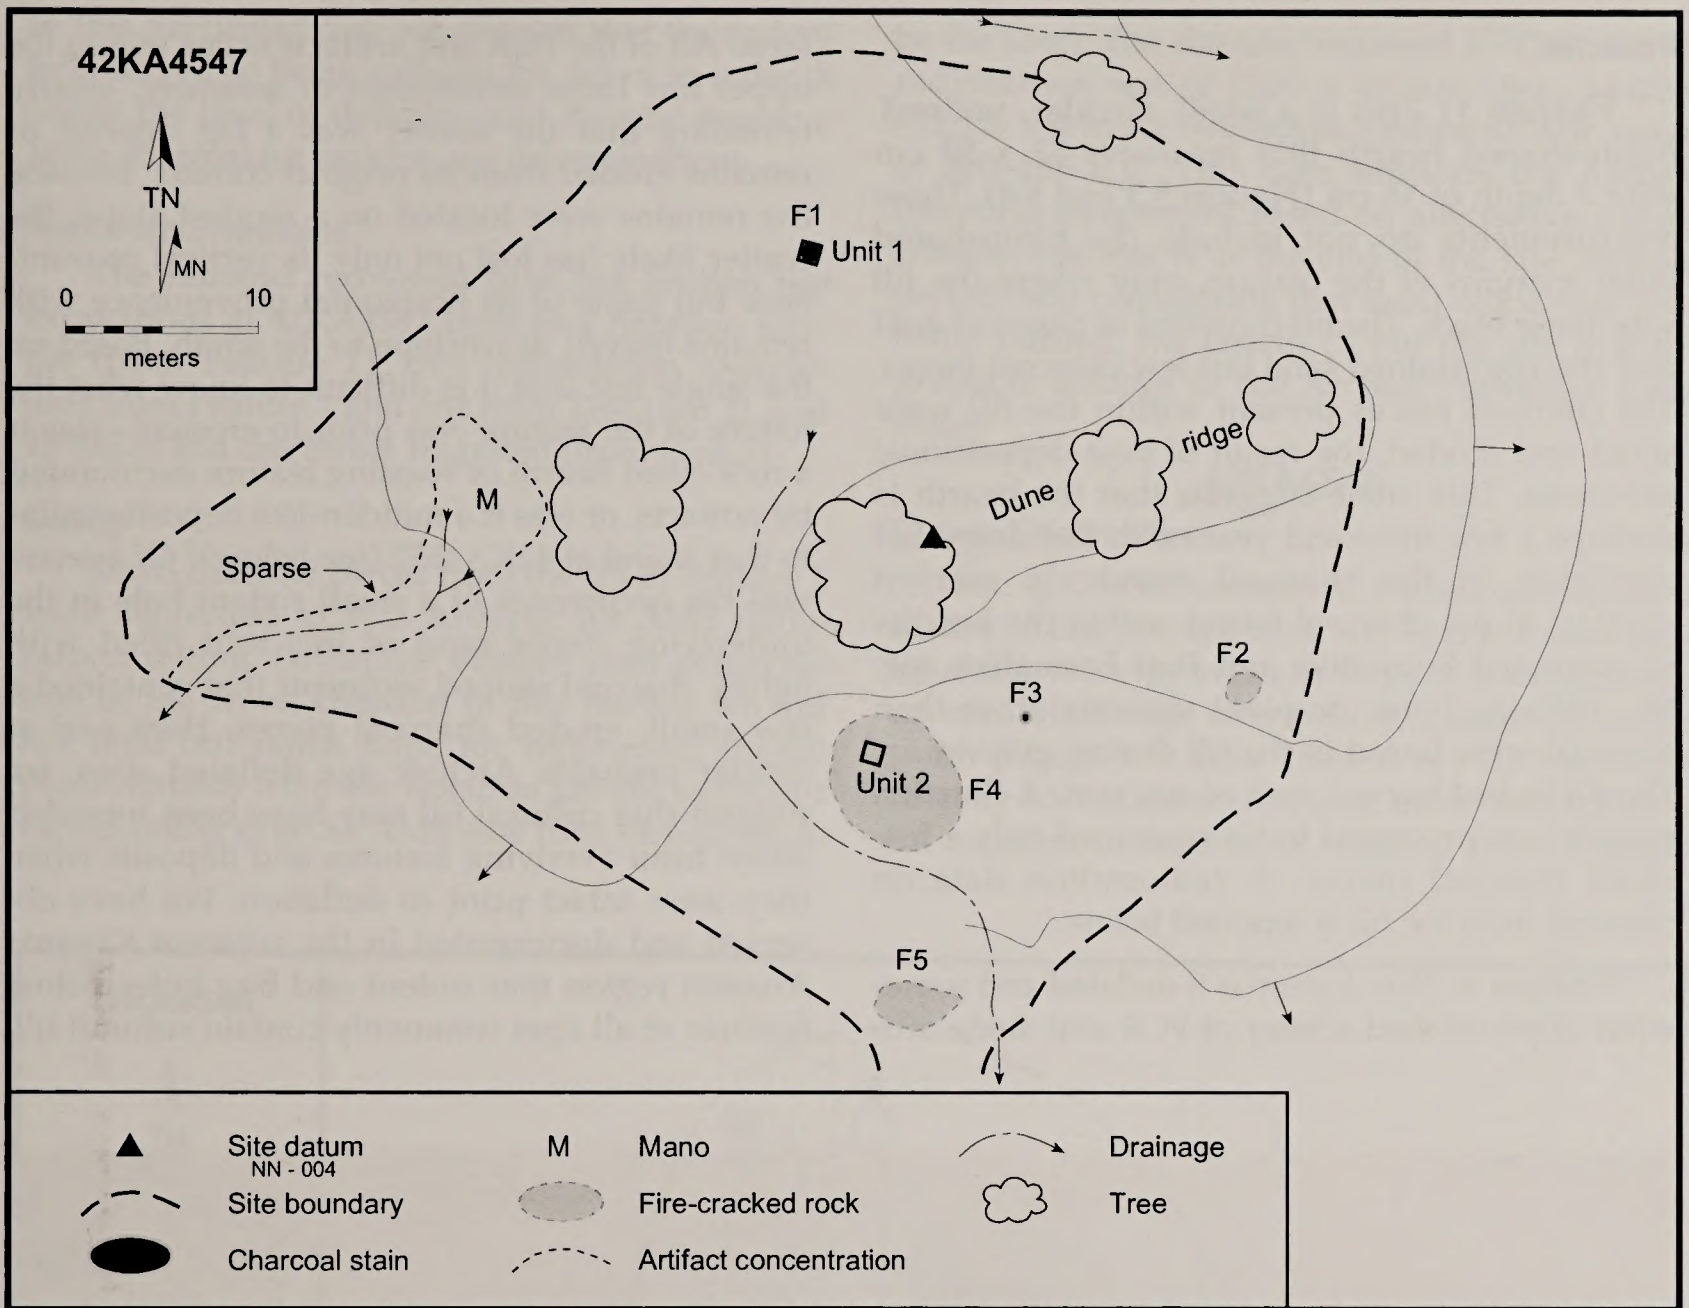 42KA4547
TN
MN
0 10
meters
F1
Unit 1
M
Sparse
Dune ridge
F2
F3
Unit 2
F4
F5
Site datum
NN - 004
Site boundary
Charcoal stain
M Mano
Fire-cracked rock
Artifact concentration
Drainage
Tree